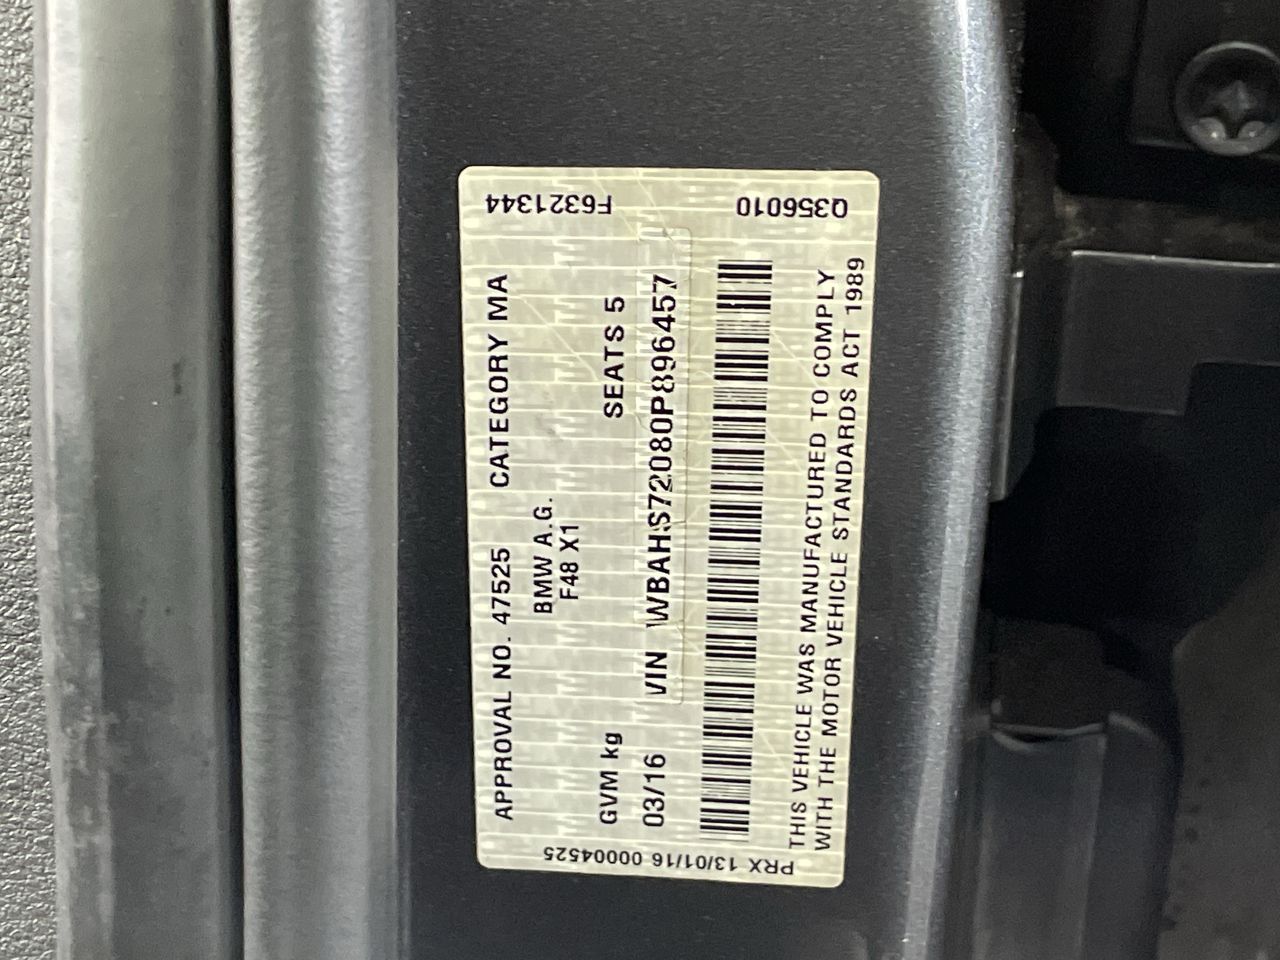 APPROVAL NO. 47525 CATEGORY MA
BMW A.G.
F48 X1
GVM kg SEATS 5
03/16 VIN WBAHS72080P896457
THIS VEHICLE WAS MANUFACTURED TO COMPLY
WITH THE MOTOR VEHICLE STANDARDS ACT 1989
PRX 13/01/16 00004525
F6321344
Q356010